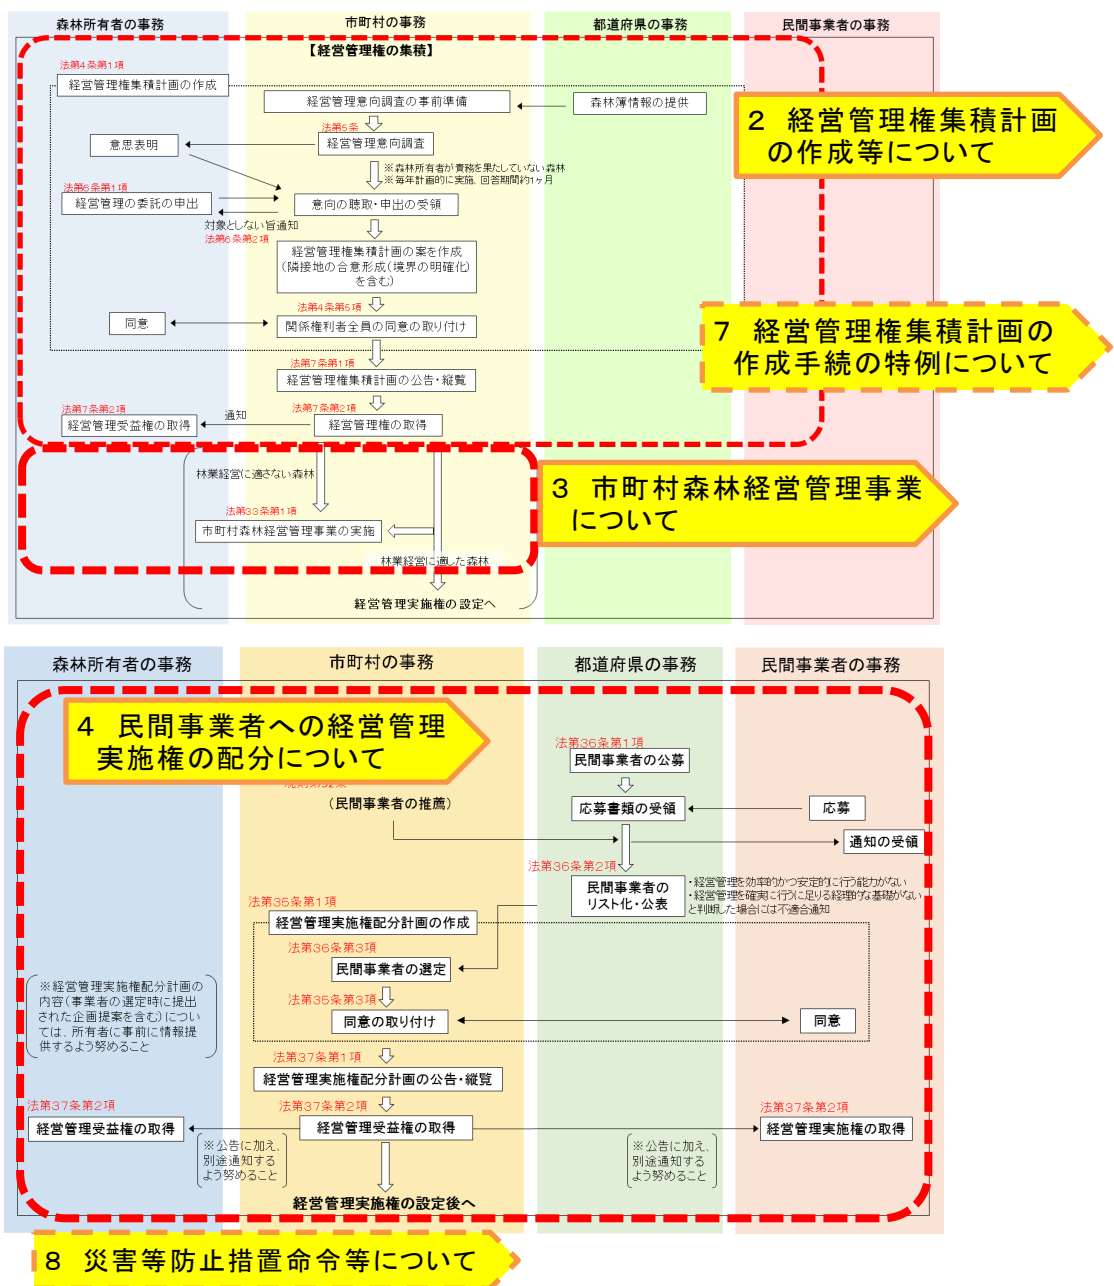 森林所有者の事務
市町村の事務
都道府県の事務
民間事業者の事務
【経営管理権の集積】
法第4条第1項
経営管理権集積計画の作成
経営管理意向調査の事前準備
森林簿情報の提供
2 経営管理権集積計画
の作成等について
法第5条
意思表明
経営管理意向調査
※森林所有者が責務を果たしていない森林
※毎年計画的に実施、回答期間約1ヶ月
法第6条第1項
経営管理の委託の申出
意向の聴取・申出の受領
対象としない旨通知
法第6条第2項
経営管理権集積計画の案を作成
(隣接地の合意形成(境界の明確化)
を含む)
法第4条第5項
同意
関係権利者全員の同意の取り付け
7 経営管理権集積計画の
作成手続の特例について
法第7条第1項
経営管理権集積計画の公告・縦覧
法第7条第2項
経営管理受益権の取得
通知
法第7条第2項
経営管理権の取得
林業経営に適さない森林
3 市町村森林経営管理事業
について
法第33条第1項
市町村森林経営管理事業の実施
林業経営に適した森林
経営管理実施権の設定へ
森林所有者の事務
市町村の事務
都道府県の事務
民間事業者の事務
4 民間事業者への経営管理
実施権の配分について
法第36条第1項
民間事業者の公募
(民間事業者の推薦)
応募書類の受領
応募
通知の受領
法第36条第2項
民間事業者の
リスト化・公表
・経営管理を効率的かつ安定的に行う能力がない
・経営管理を確実に行うに足りる経理的な基礎がない
と判断した場合には不適合通知
法第35条第1項
経営管理実施権配分計画の作成
法第36条第3項
民間事業者の選定
※経営管理実施権配分計画の
内容(事業者の選定時に提出
された企画提案を含む)につい
ては、所有者に事前に情報提
供するよう努めること
法第35条第3項
同意の取り付け
同意
法第37条第1項
経営管理実施権配分計画の公告・縦覧
法第37条第2項
経営管理受益権の取得
法第37条第2項
経営管理受益権の取得
法第37条第2項
経営管理実施権の取得
※公告に加え、
別途通知する
よう努めること
※公告に加え、
別途通知する
よう努めること
経営管理実施権の設定後へ
8 災害等防止措置命令等について